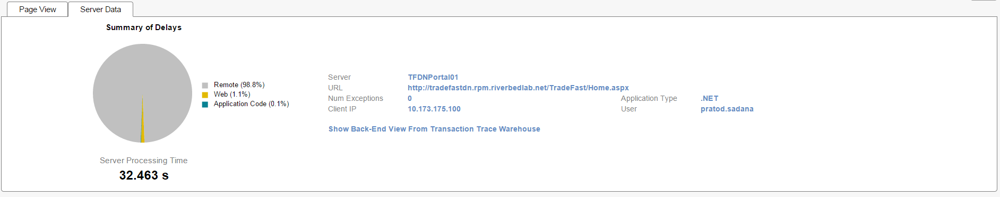 Page View
Server Data
Summary of Delays
Remote (98.8%)
Web (1.1%)
Application Code (0.1%)
Server Processing Time
32.463 s
Server TFDNPortal01
URL http://tradefastdn.rpm.riverbedlab.net/TradeFast/Home.aspx
Num Exceptions 0 Application Type .NET
Client IP 10.173.175.100 User pratod.sadana
Show Back-End View From Transaction Trace Warehouse